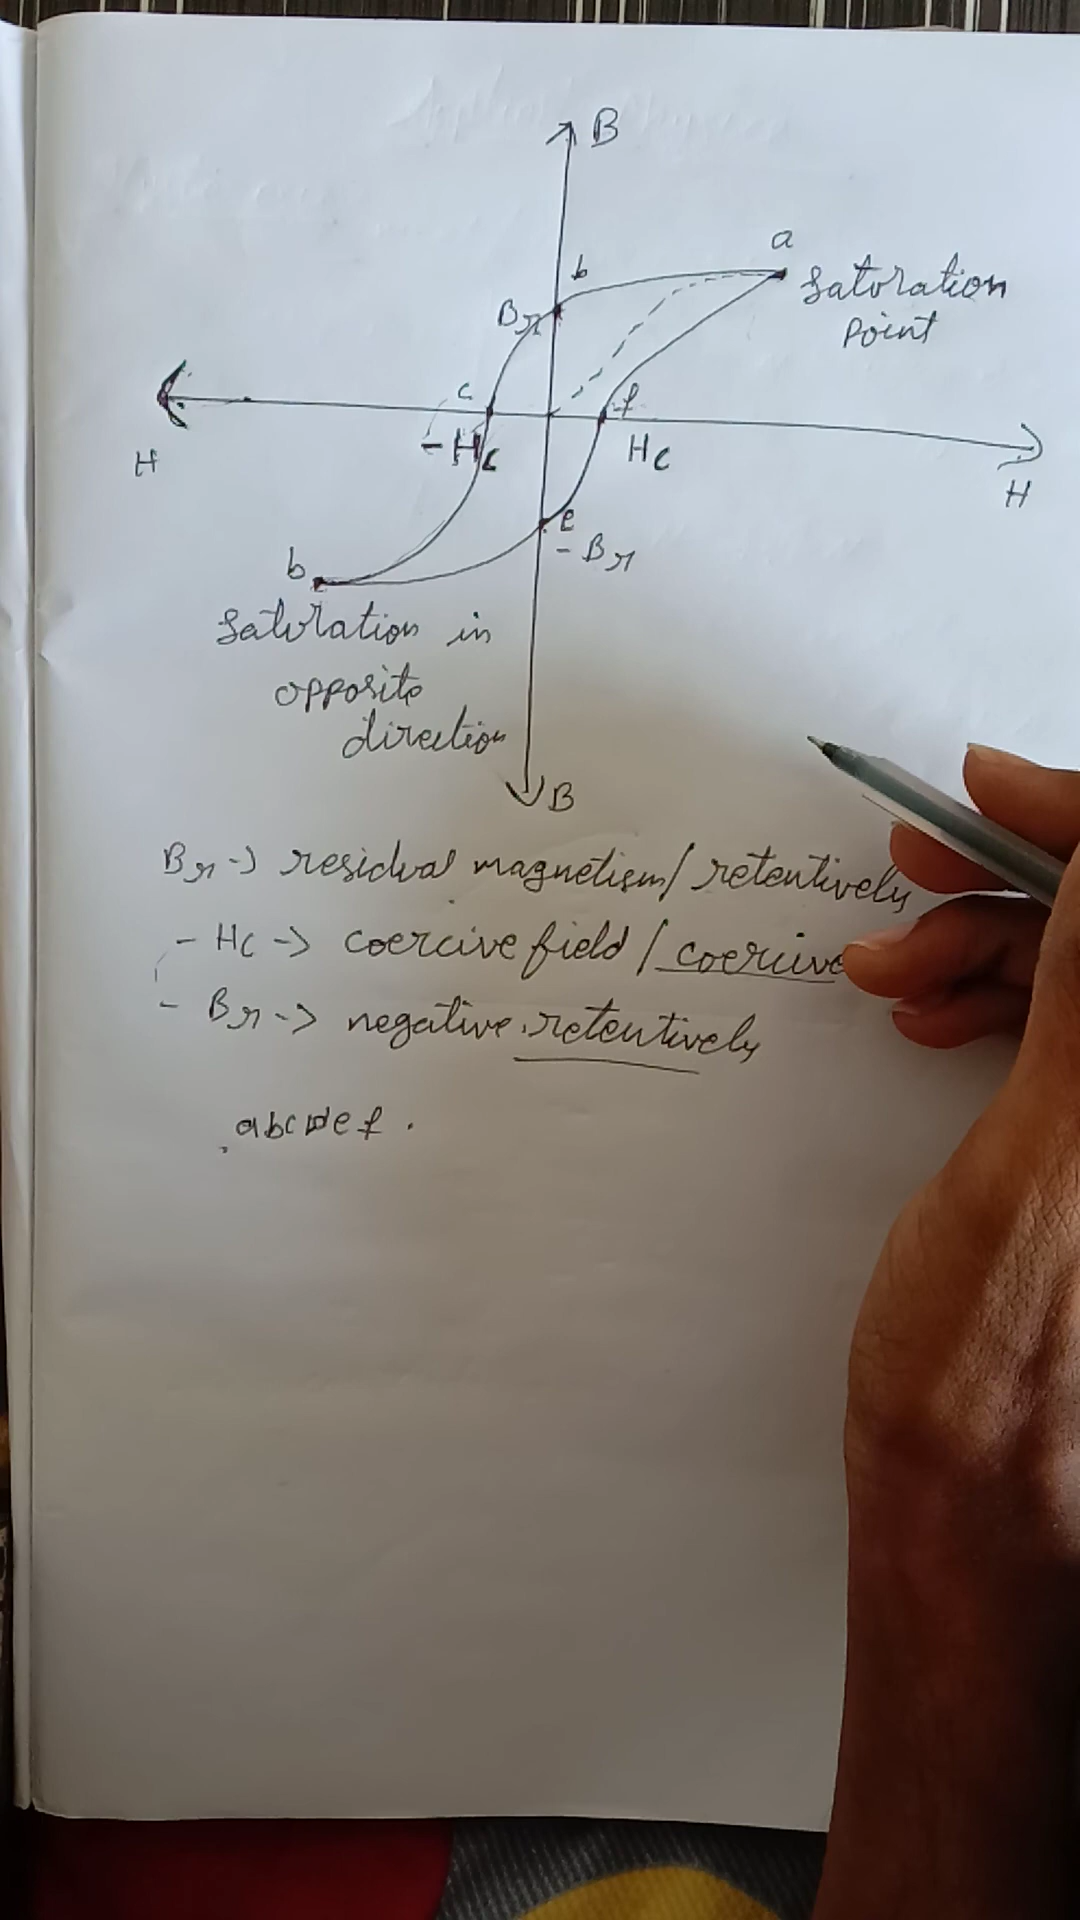 B
a
b
Saturation
Point
Br
c
f
- Hc
Hc
H
H
e
- Br
b
Saturation in
opposite
direction
B
Br -> residual magnetism/ retentively
- Hc -> coercive field / coercive
- Br -> negative retentively
abcdef.